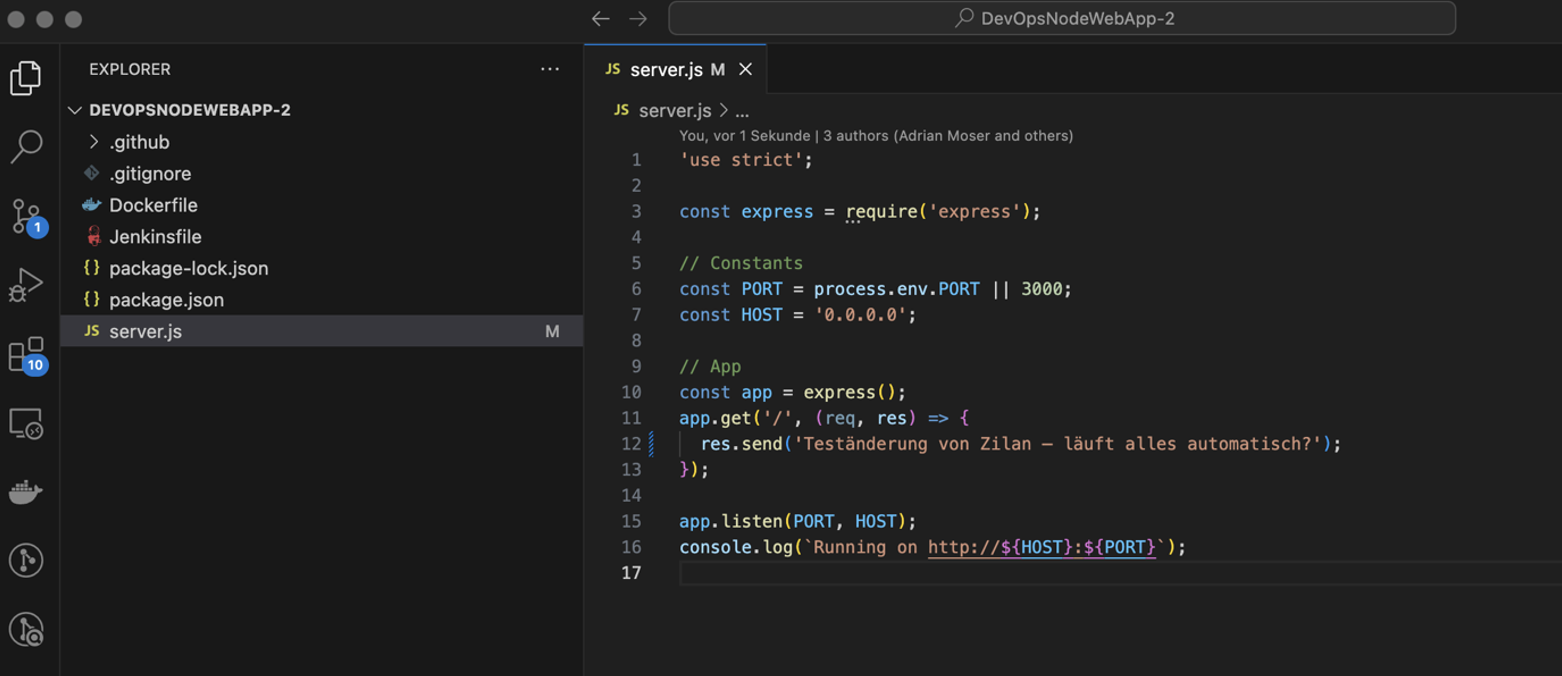 DevOpsNodeWebApp-2
EXPLORER
DEVOPSNODEWEBAPP-2
.github
.gitignore
Dockerfile
Jenkinsfile
{} package-lock.json
{} package.json
JS server.js M
1
10
JS server.js M
JS server.js > ...
You, vor 1 Sekunde | 3 authors (Adrian Moser and others)
1 'use strict';
2
3 const express = require('express');
4
5 // Constants
6 const PORT = process.env.PORT || 3000;
7 const HOST = '0.0.0.0';
8
9 // App
10 const app = express();
11 app.get('/', (req, res) => {
12 res.send('Teständerung von Zilan – läuft alles automatisch?');
13 });
14
15 app.listen(PORT, HOST);
16 console.log(`Running on http://${HOST}:${PORT}`);
17